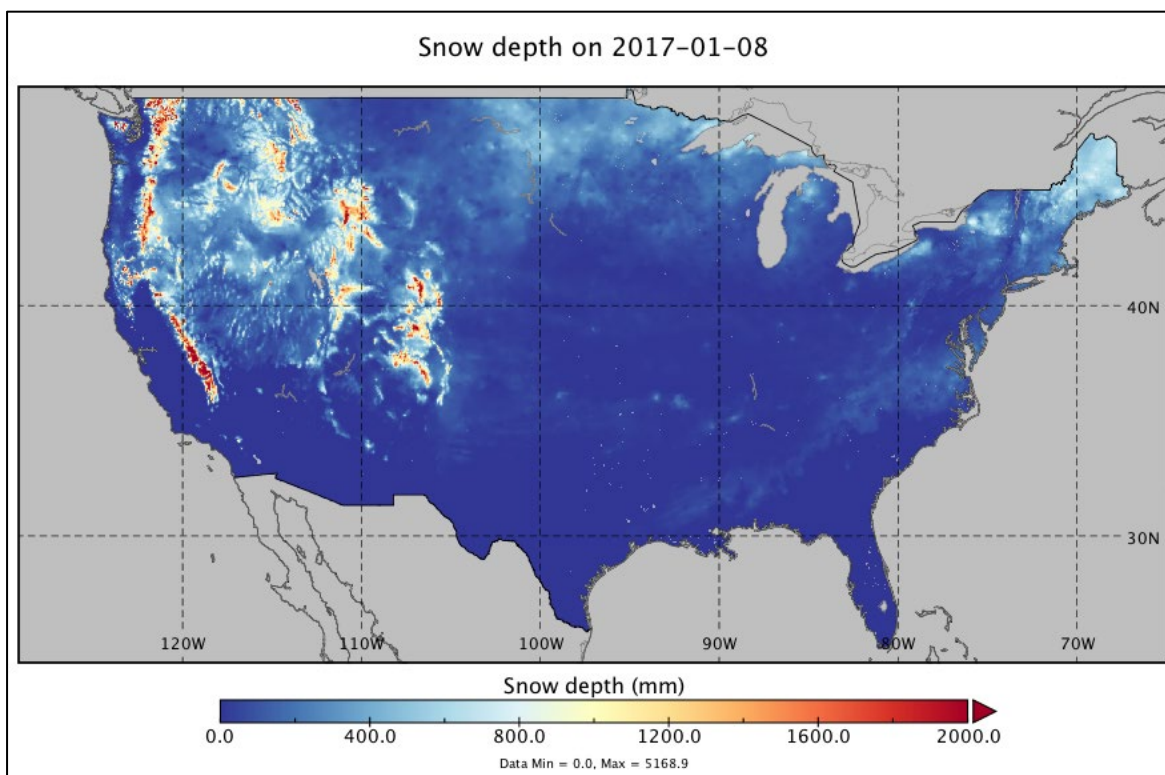 Snow depth on 2017-01-08
40N
30N
120W 110W 100W 90W 80W 70W
Snow depth (mm)
0.0 400.0 800.0 1200.0 1600.0 2000.0
Data Min = 0.0, Max = 5168.9